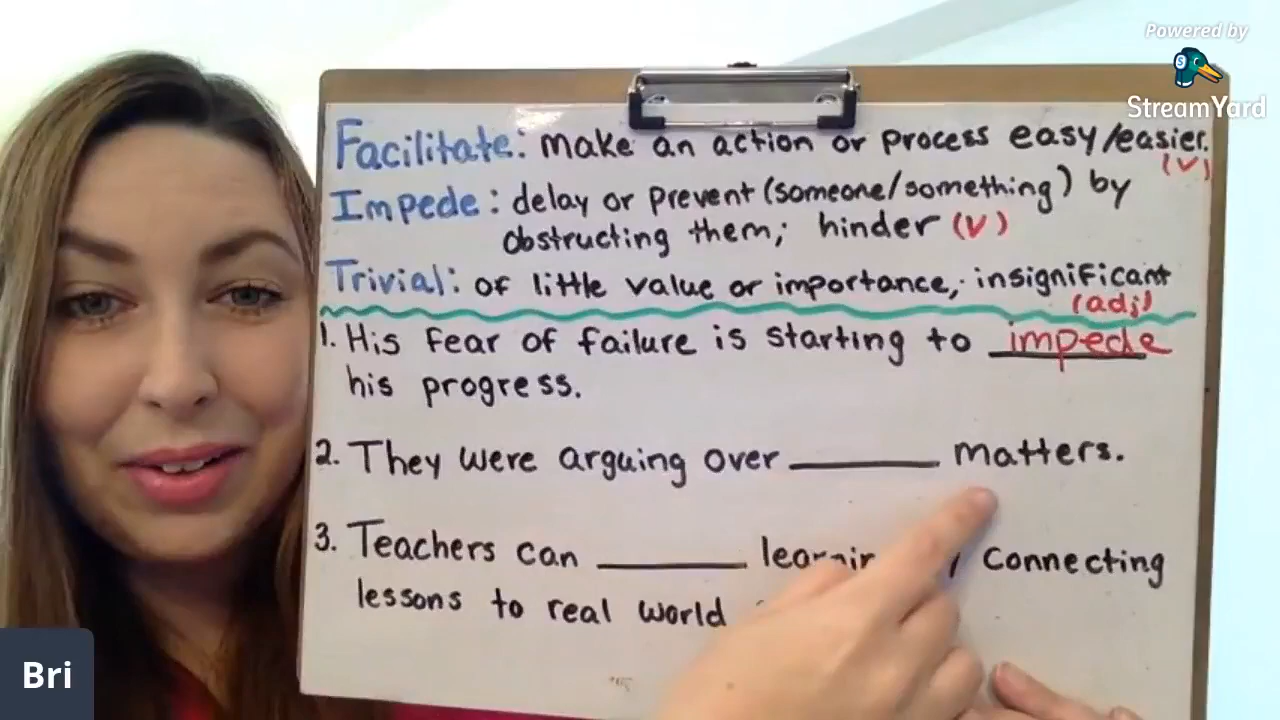 Powered by
StreamYard
Facilitate: make an action or process easy/easier.
(v)
Impede: delay or prevent (someone/something) by
obstructing them; hinder (v)
Trivial: of little value or importance; insignificant
(adj)
1. His fear of failure is starting to impede
his progress.
2. They were arguing over ______ matters.
3. Teachers can ______ connecting
lessons to real world
Bri